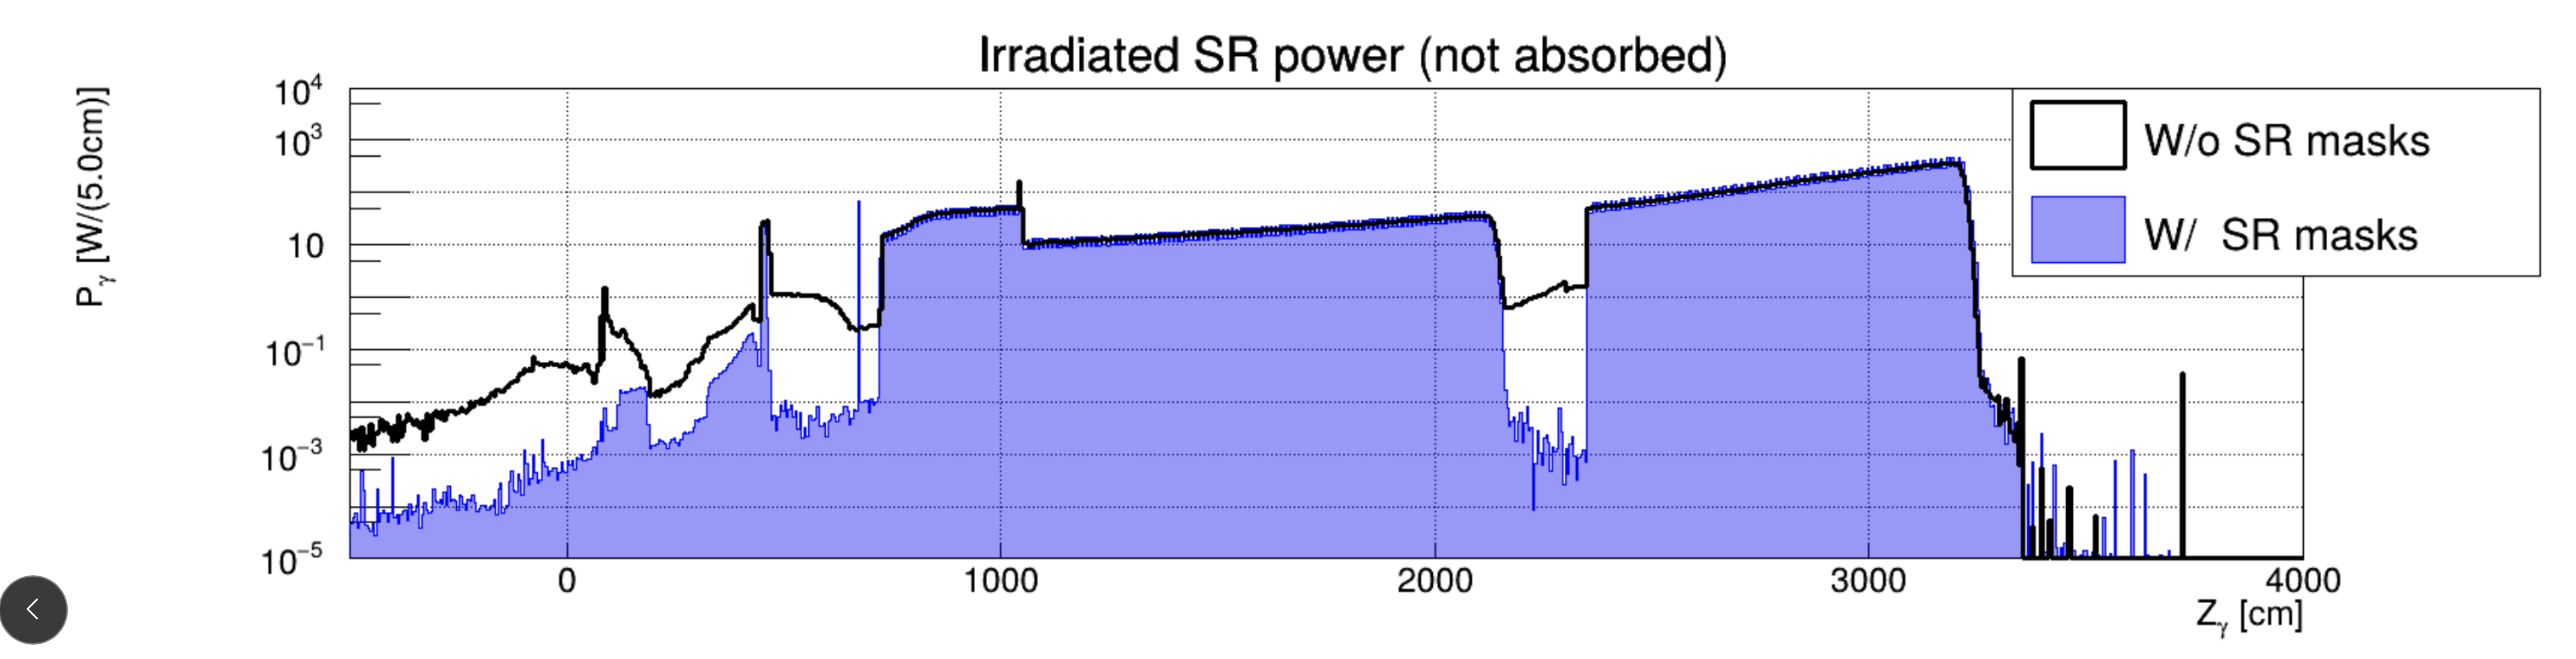 Irradiated SR power (not absorbed)
P_γ [W/(5.0cm)]
10^4
10^3
10
10^−1
10^−3
10^−5
W/o SR masks
W/ SR masks
0 1000 2000 3000 4000
Z_γ [cm]